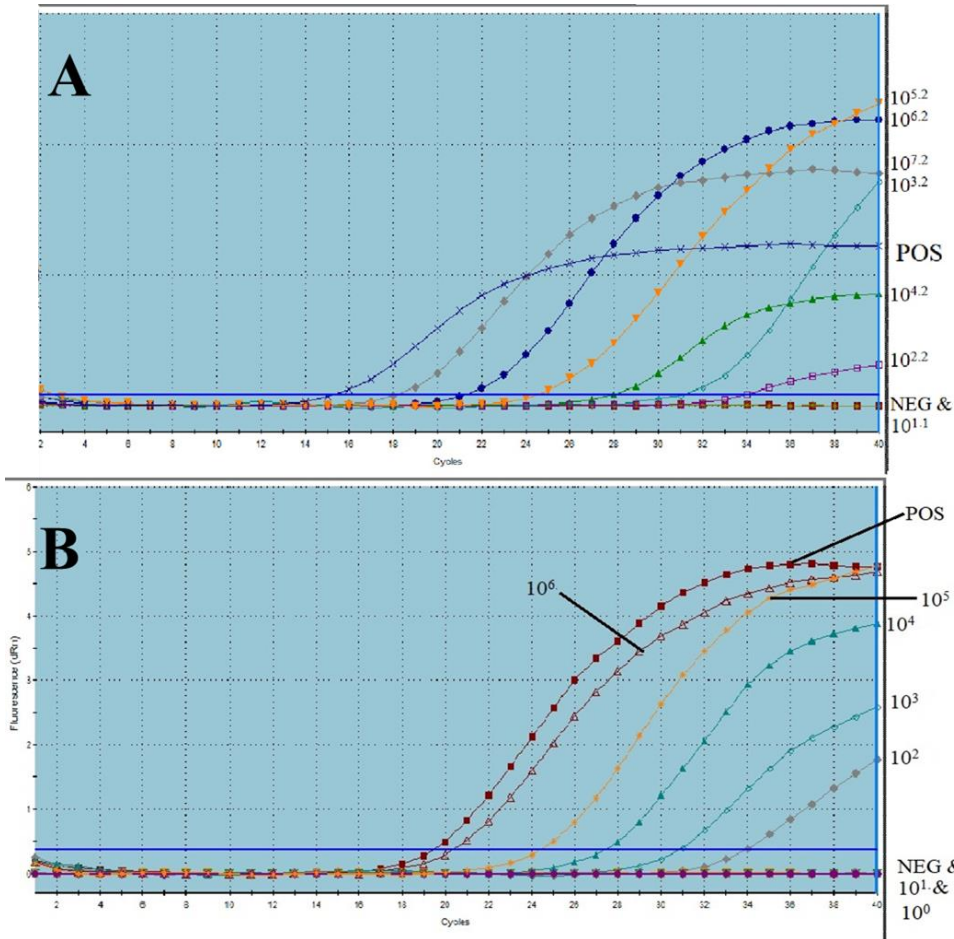 A
10^5.2
10^6.2
10^7.2
10^3.2
POS
10^4.2
10^2.2
NEG &
10^1.1
2 4 6 8 10 12 14 16 18 20 22 24 26 28 30 32 34 36 38 40
Cycles
B
POS
10^6.
10^5
10^4
10^3
10^2
NEG &
10^1.&
10^0
6
5
4
3
2
1
0
Fluorescence (dRn)
2 4 6 8 10 12 14 16 18 20 22 24 26 28 30 32 34 36 38 40
Cycles